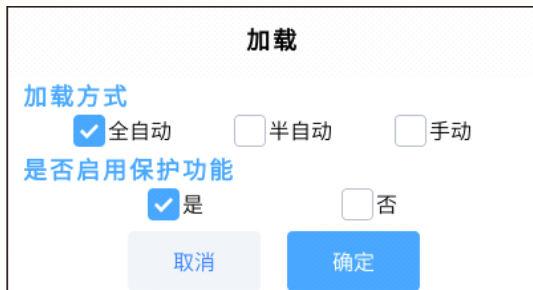 加载
加载方式
全自动 半自动 手动
是否启用保护功能
是 否
取消 确定